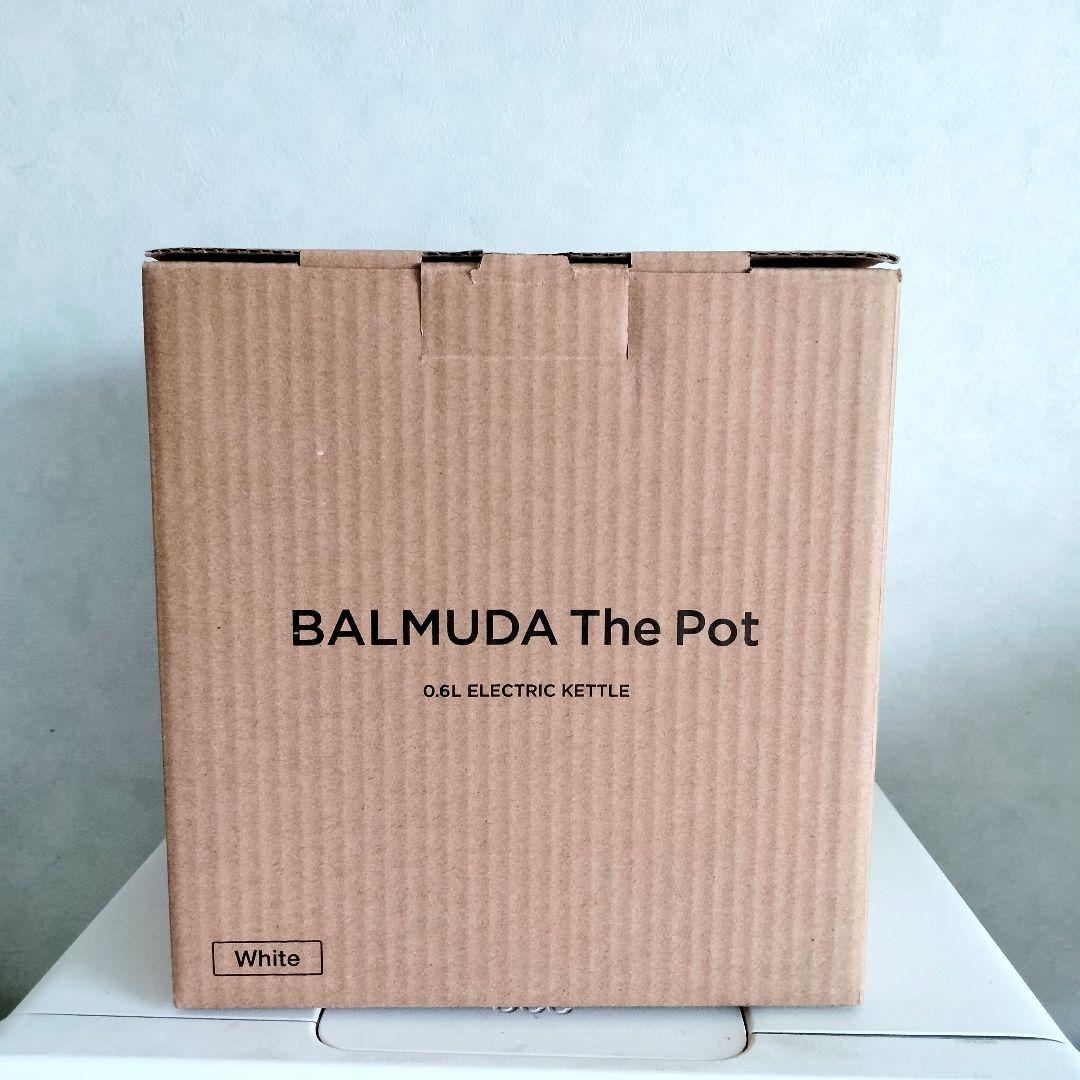 BALMUDA The Pot
0.6L ELECTRIC KETTLE
White